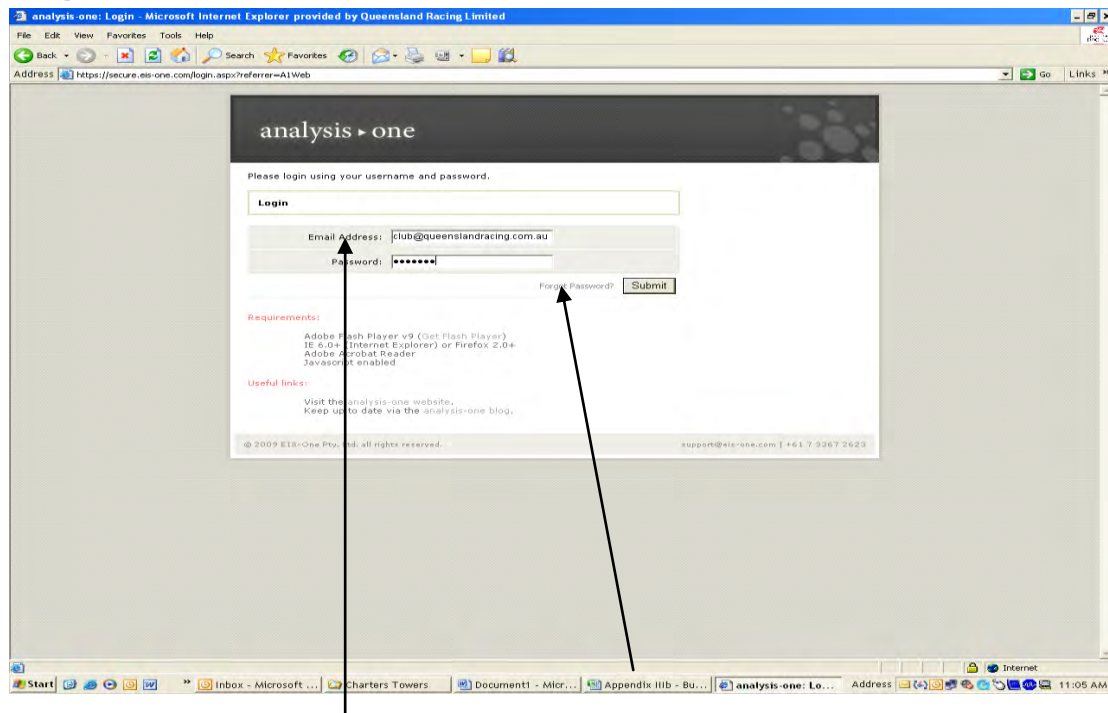 analysis-one: Login - Microsoft Internet Explorer provided by Queensland Racing Limited
File Edit View Favorites Tools Help
Back Search Favorites
Address https://secure.eis-one.com/login.aspx?referrer=A1Web Go Links »
analysis ▸ one
Please login using your username and password.
Login
Email Address: club@queenslandracing.com.au
Password: •••••••
Forgot Password? Submit
Requirements:
Adobe Flash Player v9 (Get Flash Player)
IE 6.0+ (Internet Explorer) or Firefox 2.0+
Adobe Acrobat Reader
Javascript enabled
Useful links:
Visit the analysis-one website.
Keep up to date via the analysis-one blog.
© 2009 EIS-One Pty. Ltd. all rights reserved. support@eis-one.com | +61 7 3367 2623
Internet
Start » Inbox - Microsoft ... Charters Towers Document1 - Micr... Appendix IIIb - Bu... analysis-one: Lo... Address 11:05 AM